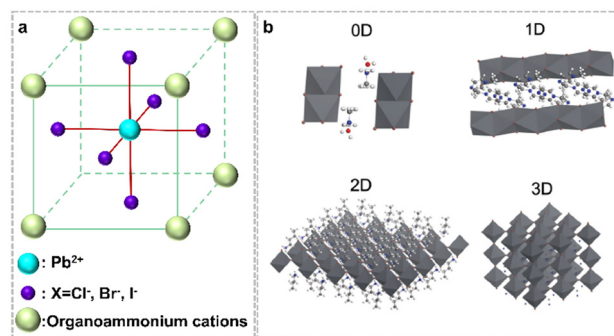 a
: Pb²⁺
: X=Cl⁻, Br⁻, I⁻
: Organoammonium cations
b
0D 1D
2D 3D